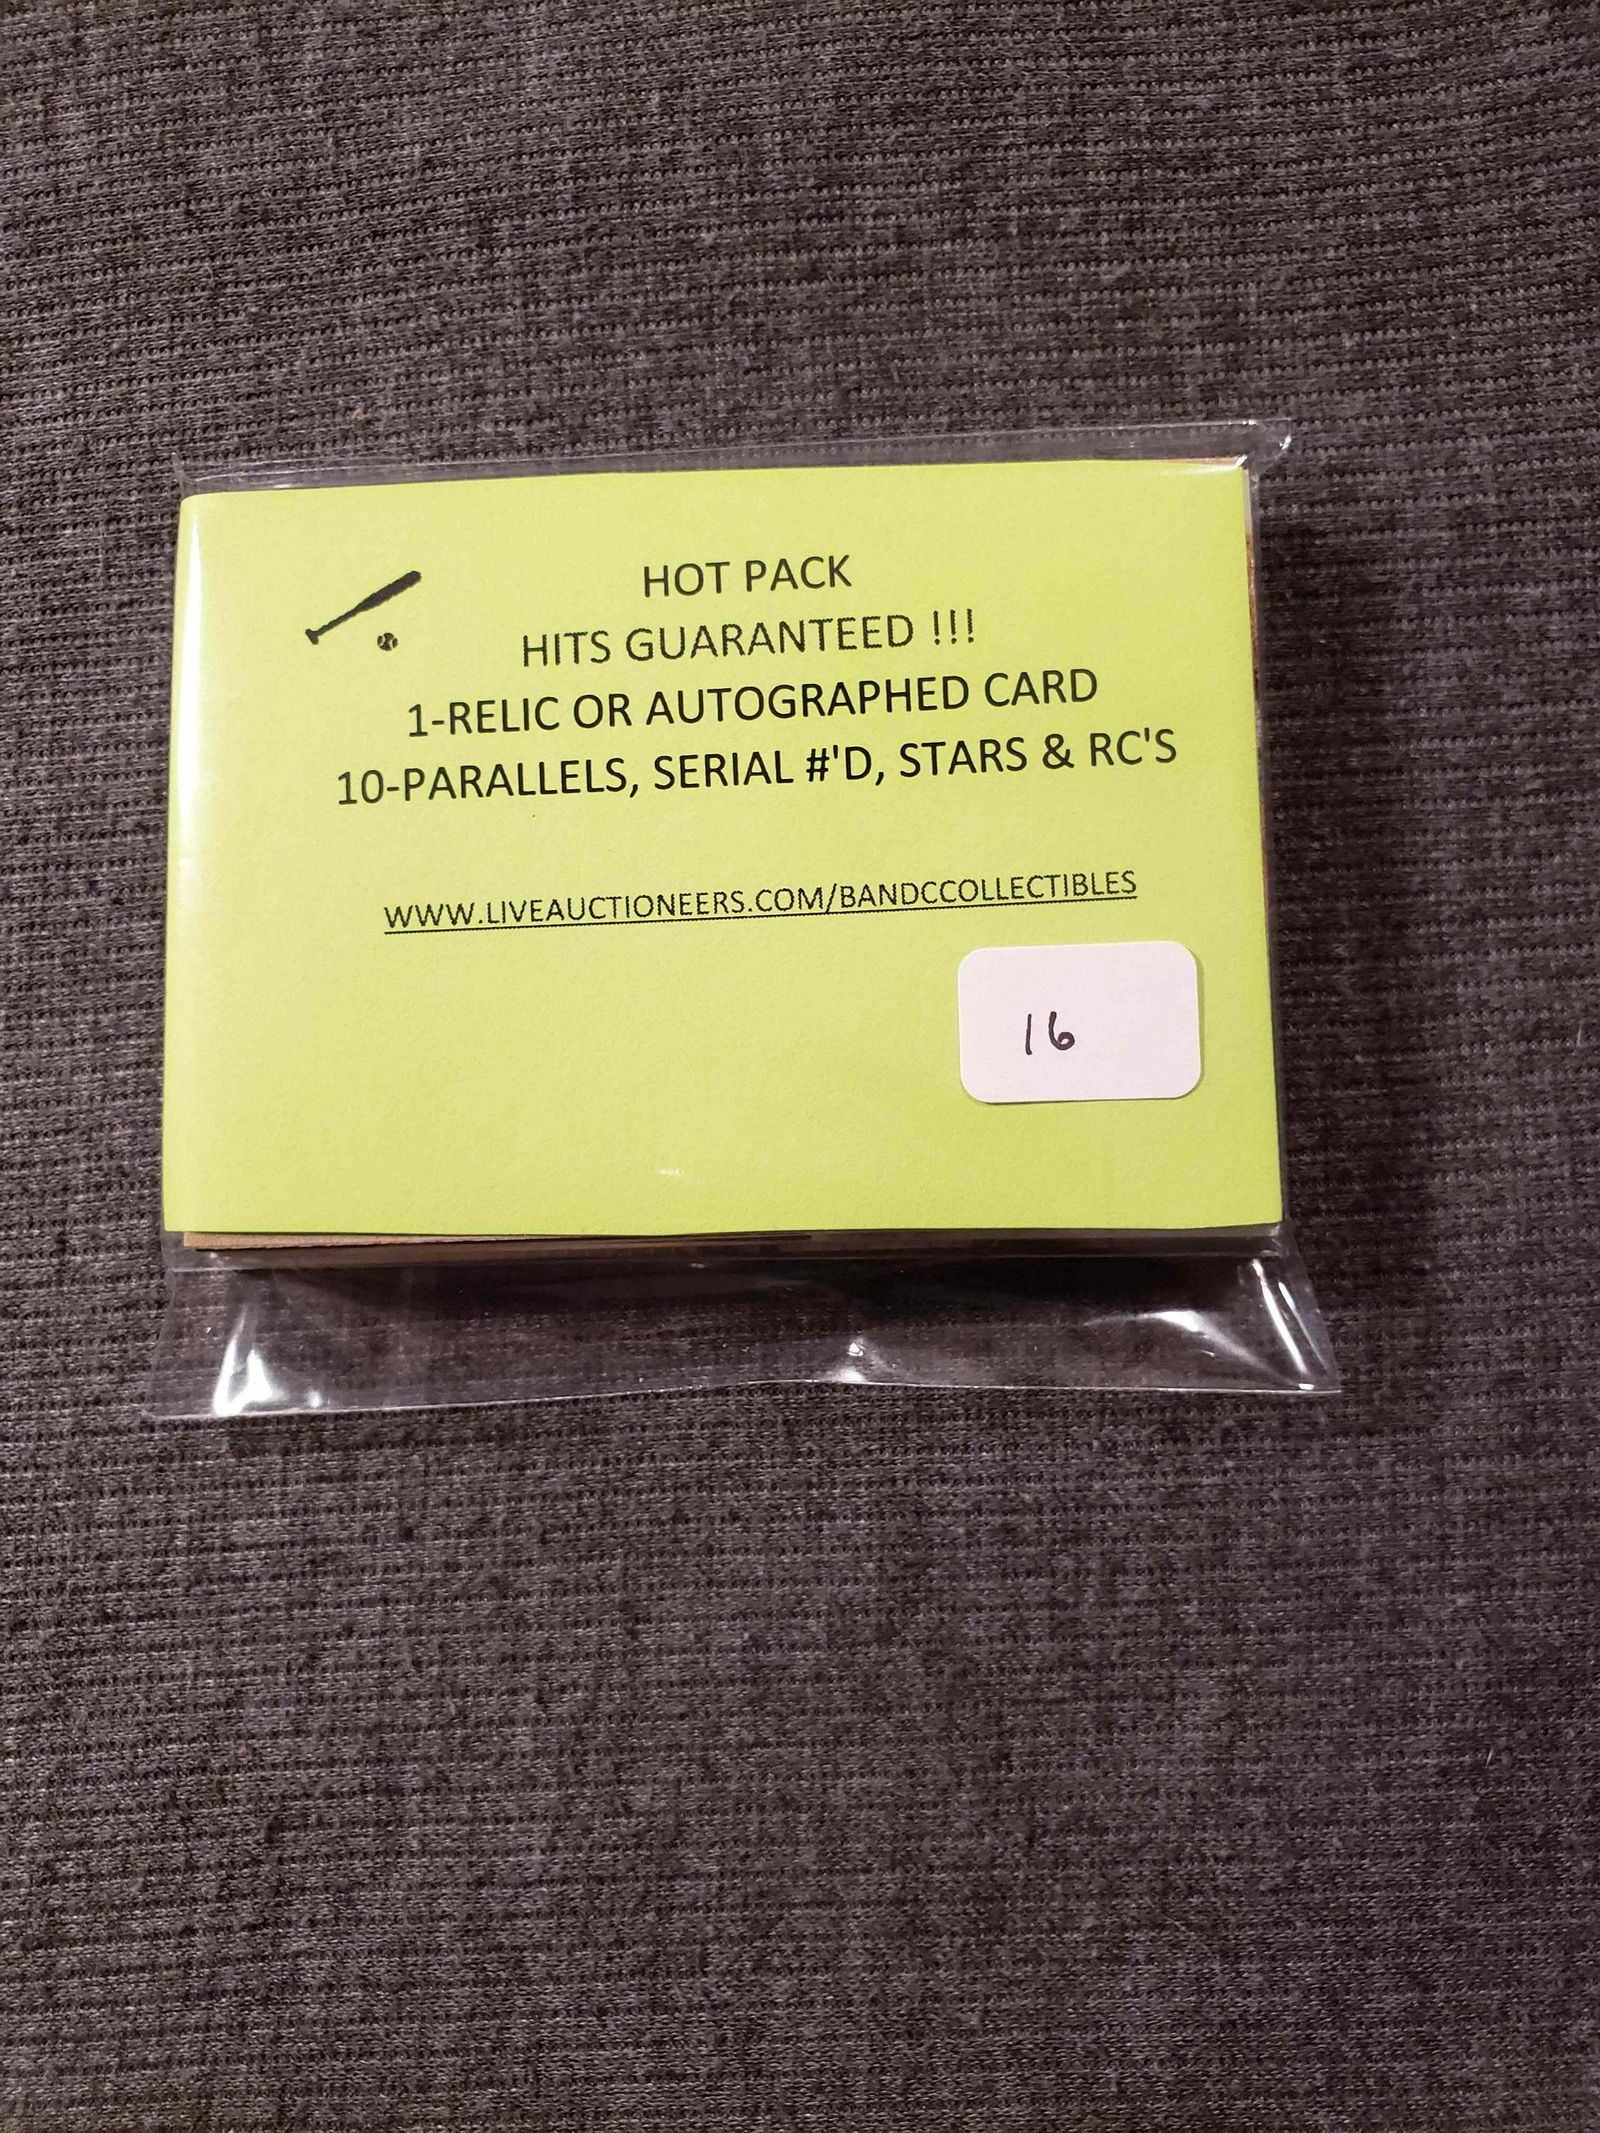 HOT PACK
HITS GUARANTEED !!!
1-RELIC OR AUTOGRAPHED CARD
10-PARALLELS, SERIAL #'D, STARS & RC'S
WWW.LIVEAUCTIONEERS.COM/BANDCCOLLECTIBLES
16